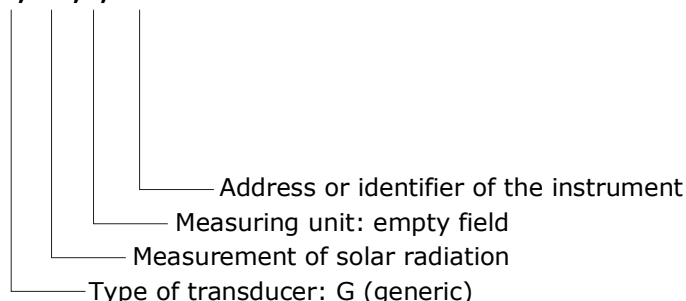 Address or identifier of the instrument
Measuring unit: empty field
Measurement of solar radiation
Type of transducer: G (generic)